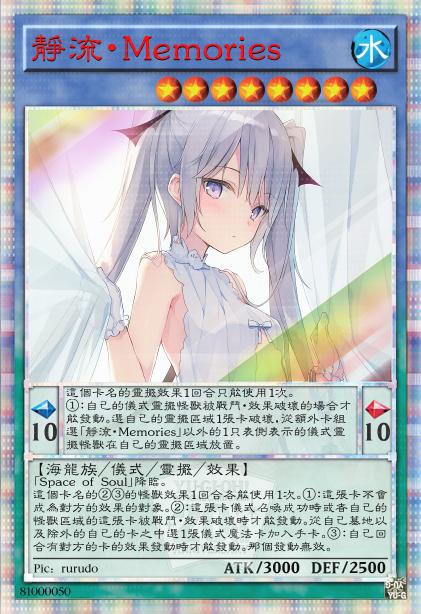 靜流・Memories
水
這個卡名的靈擺效果1回合只能使用1次。
①：自己的儀式靈擺怪獸被戰鬥・效果破壞的場合才
能發動。選自己的靈擺區域1張卡破壞，從額外卡組
選「靜流・Memories」以外的1只表側表示的儀式靈
擺怪獸在自己的靈擺區域放置。
10
10
【海龍族／儀式／靈擺／效果】
「Space of Soul」降臨。
這個卡名的②③的怪獸效果1回合各能使用1次。①：這張卡不會
成為對方的效果的對象。②：這張卡儀式召喚成功時或者自己的
怪獸區域的這張卡被戰鬥・效果破壞時才能發動。從自己墓地以
及除外的自己的卡之中選1張儀式魔法卡加入手卡。③：自己回
合有對方的卡的效果發動時才能發動。那個發動無效。
Pic: rurudo
ATK/3000 DEF/2500
81000050